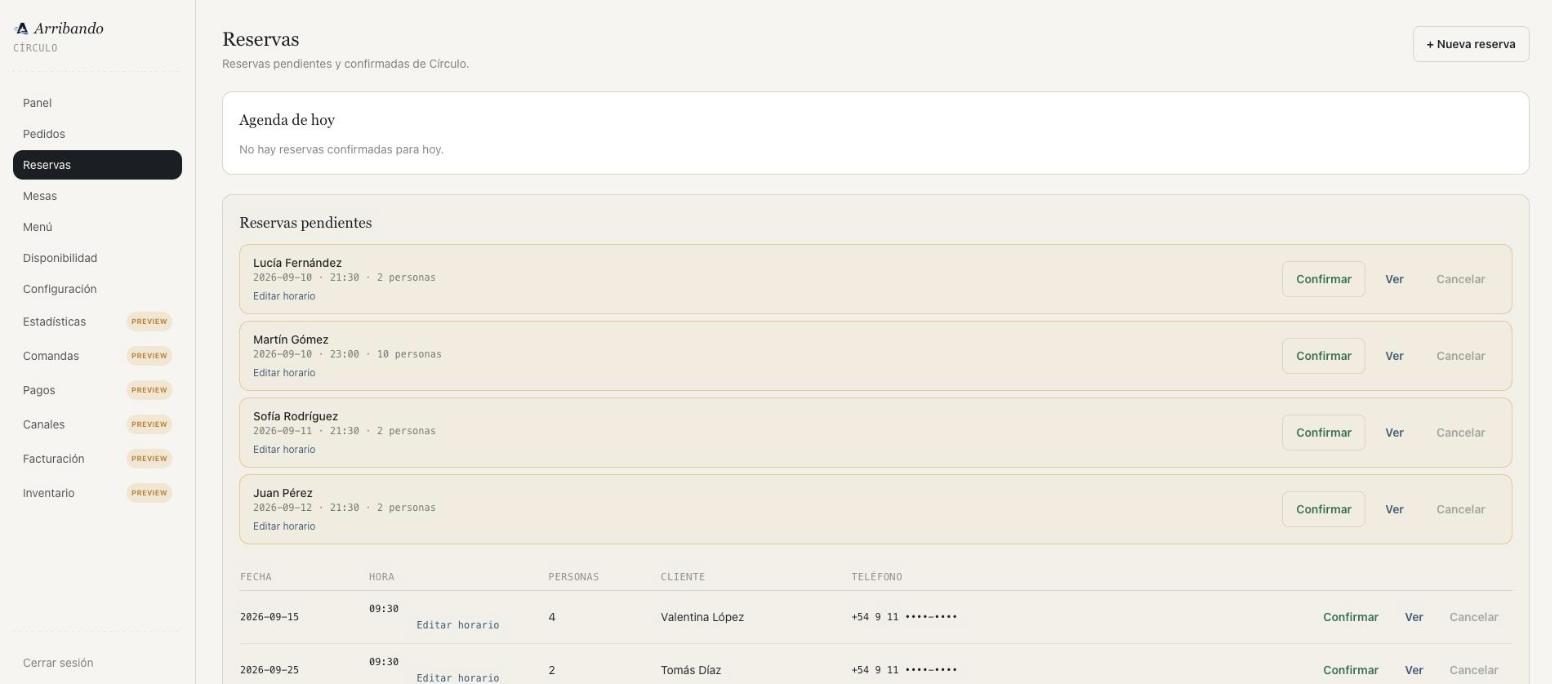 Arribando
CÍRCULO
Panel
Pedidos
Reservas
Mesas
Menú
Disponibilidad
Configuración
Estadísticas PREVIEW
Comandas PREVIEW
Pagos PREVIEW
Canales PREVIEW
Facturación PREVIEW
Inventario PREVIEW
Cerrar sesión
Reservas
+ Nueva reserva
Reservas pendientes y confirmadas de Círculo.
Agenda de hoy
No hay reservas confirmadas para hoy.
Reservas pendientes
Lucía Fernández
2026-09-10 · 21:30 · 2 personas
Editar horario
Confirmar Ver Cancelar
Martín Gómez
2026-09-10 · 23:00 · 10 personas
Editar horario
Confirmar Ver Cancelar
Sofía Rodríguez
2026-09-11 · 21:30 · 2 personas
Editar horario
Confirmar Ver Cancelar
Juan Pérez
2026-09-12 · 21:30 · 2 personas
Editar horario
Confirmar Ver Cancelar
FECHA HORA PERSONAS CLIENTE TELÉFONO
2026-09-15 09:30 Editar horario 4 Valentina López +54 9 11 ••••-•••• Confirmar Ver Cancelar
2026-09-25 09:30 Editar horario 2 Tomás Díaz +54 9 11 ••••-•••• Confirmar Ver Cancelar